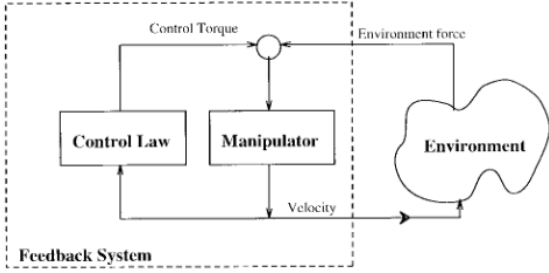 Control Torque
Environment force
Control Law
Manipulator
Environment
Velocity
Feedback System